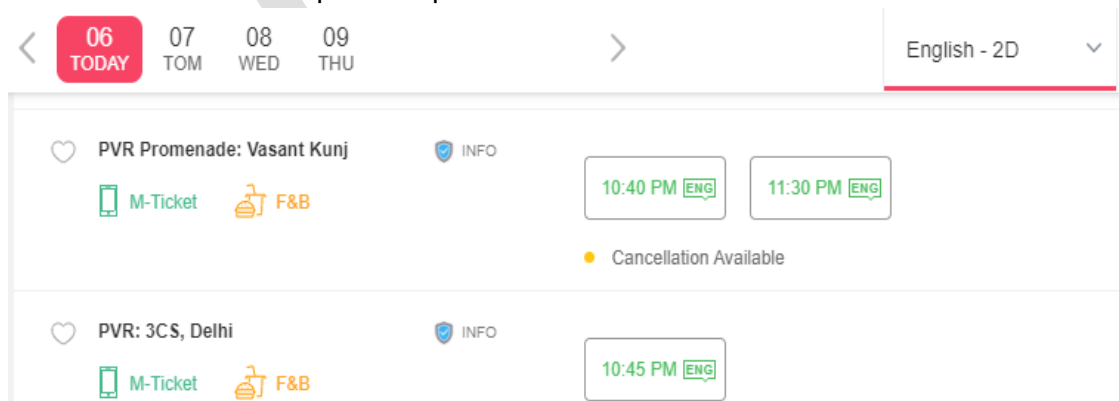 06 07 08 09
TODAY TOM WED THU
English - 2D
PVR Promenade: Vasant Kunj
INFO
M-Ticket F&B
10:40 PM ENG 11:30 PM ENG
Cancellation Available
PVR: 3CS, Delhi
INFO
M-Ticket F&B
10:45 PM ENG